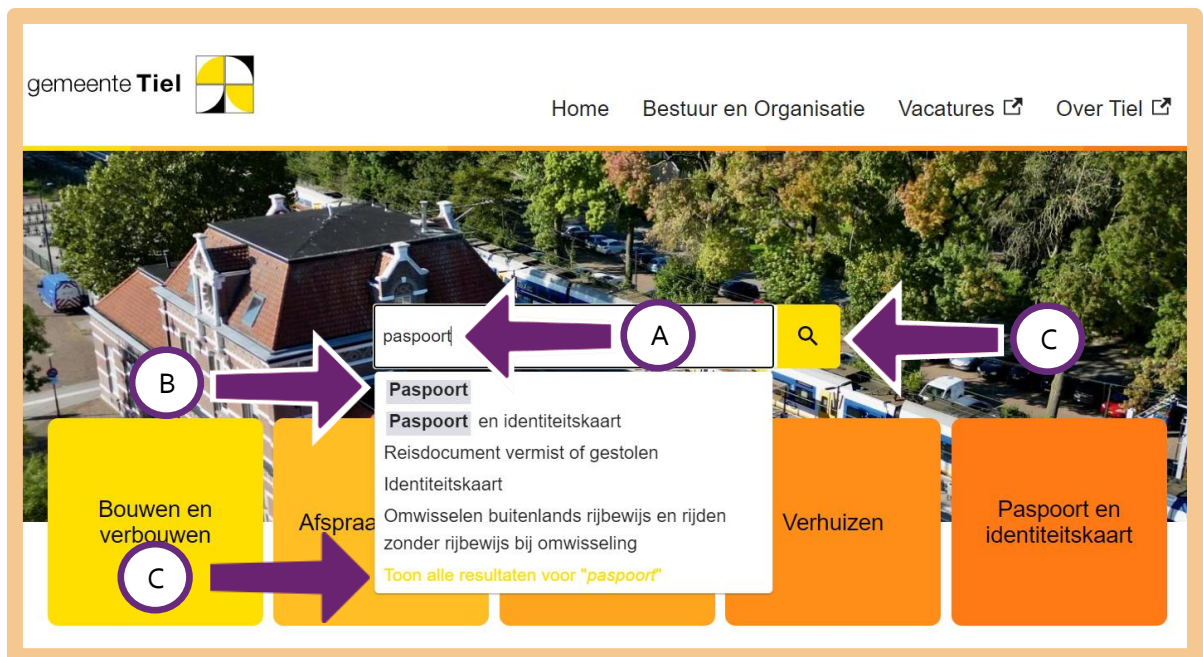 gemeente Tiel
Home Bestuur en Organisatie Vacatures Over Tiel
paspoort
A
C
B
Paspoort
Paspoort en identiteitskaart
Reisdocument vermist of gestolen
Identiteitskaart
Omwisselen buitenlands rijbewijs en rijden
zonder rijbewijs bij omwisseling
Toon alle resultaten voor "paspoort"
C
Bouwen en
verbouwen
Afspraa
Verhuizen
Paspoort en
identiteitskaart